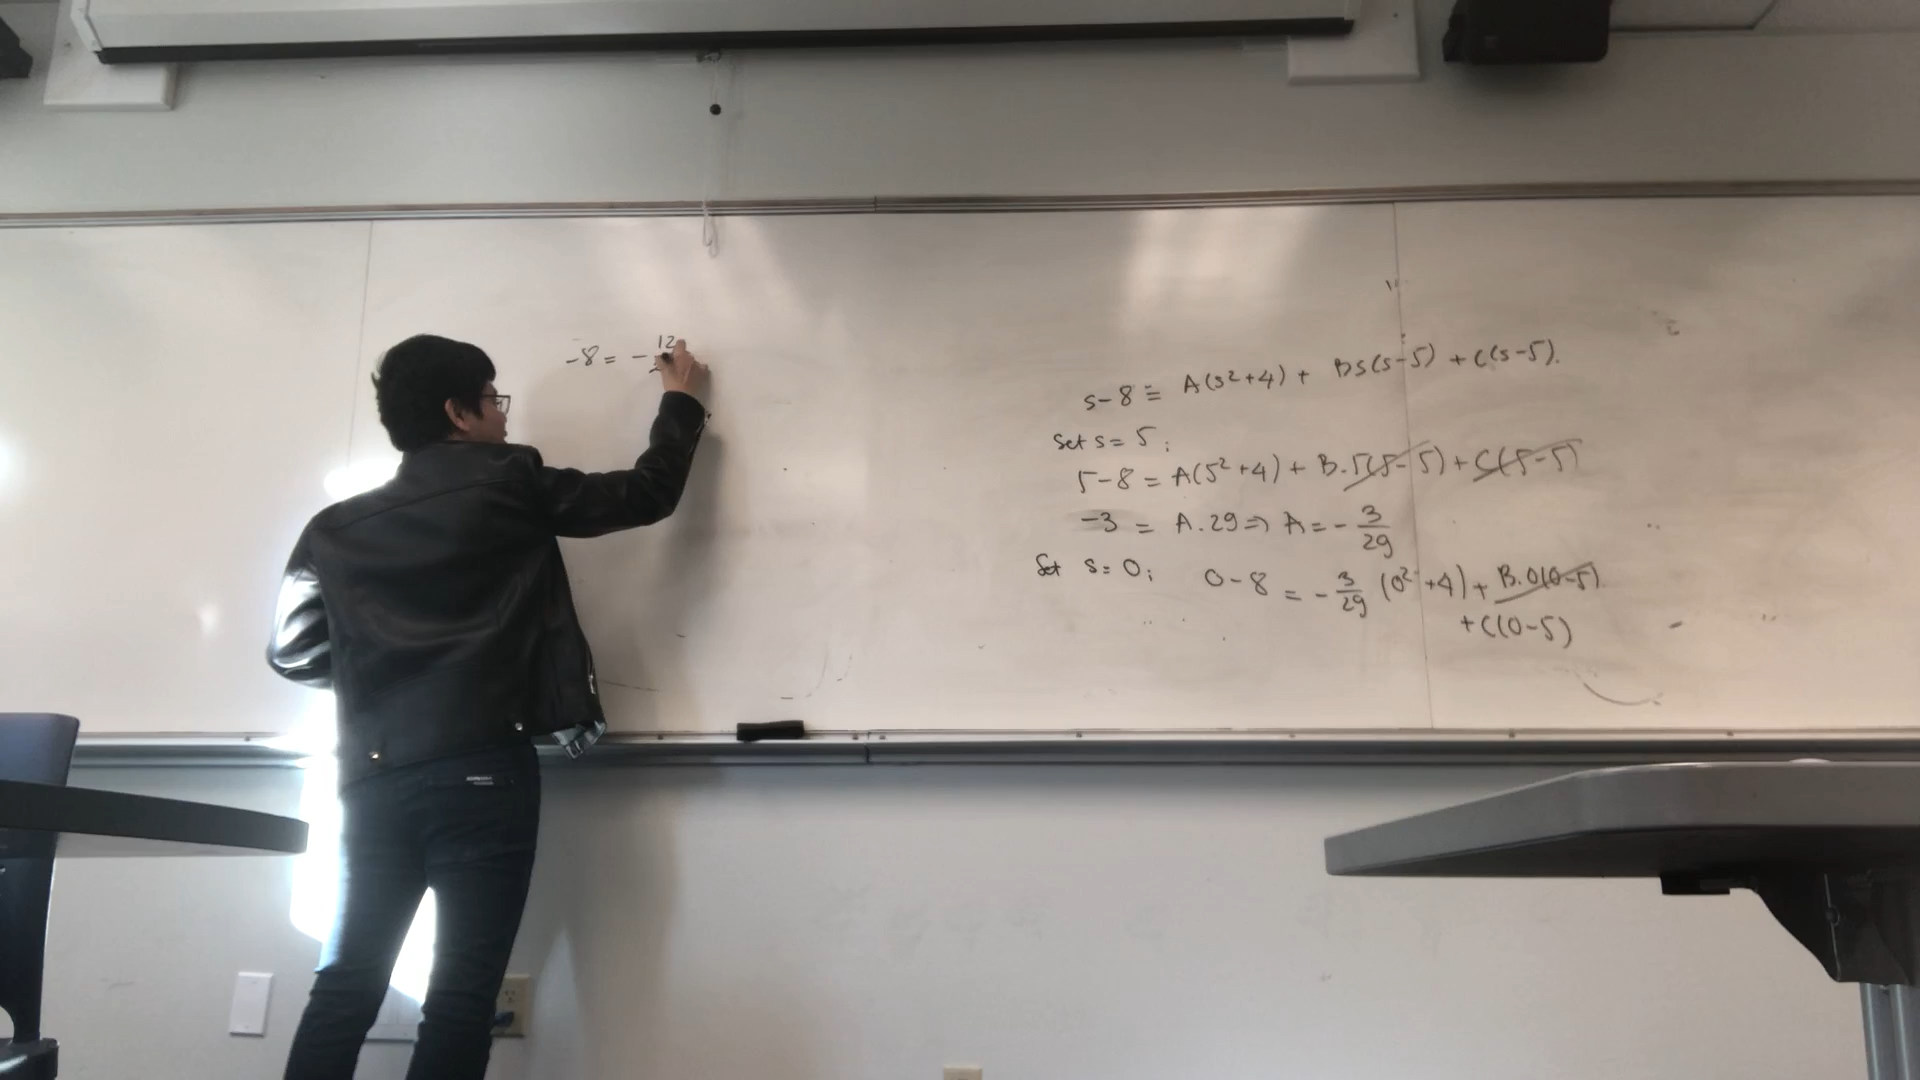 -8 = - 12
s-8 ≡ A(s²+4) + Bs(s-5) + C(s-5).
Set s = 5;
5-8 = A(5²+4) + B.5(5-5) + C(5-5)
-3 = A.29 ⇒ A = - 3/29
Set s = 0; 0-8 = - 3/29 (0²+4) + B.0(0-5)
+C(0-5)